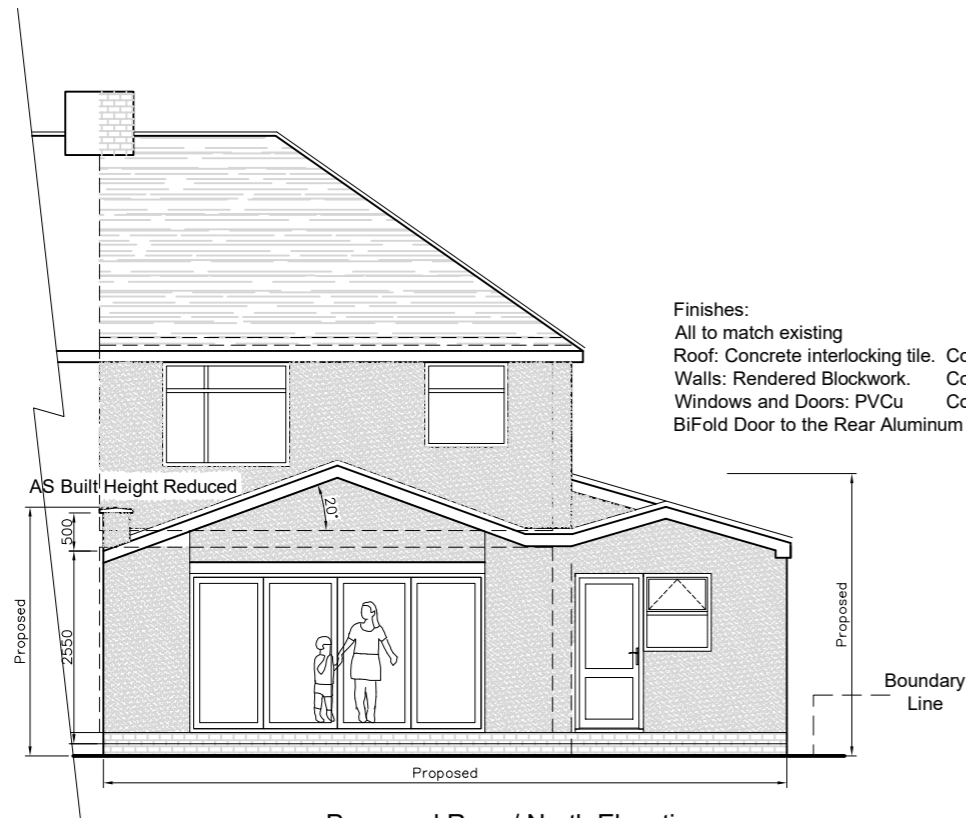 Finishes:
All to match existing
Roof: Concrete interlocking tile.
Walls: Rendered Blockwork.
Windows and Doors: PVCu
BiFold Door to the Rear Aluminum
AS Built Height Reduced
20°
500
2550
Proposed
Proposed
Boundary
Line
Proposed